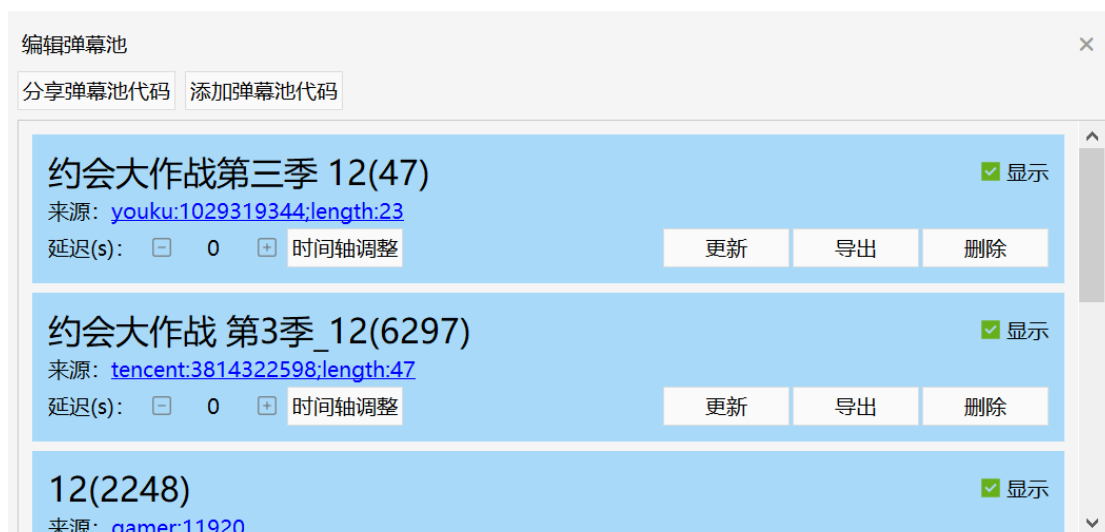 编辑弹幕池
分享弹幕池代码 添加弹幕池代码
约会大作战第三季 12(47) 显示
来源：youku:1029319344;length:23
延迟(s)： 0 时间轴调整 更新 导出 删除
约会大作战 第3季_12(6297) 显示
来源：tencent:3814322598;length:47
延迟(s)： 0 时间轴调整 更新 导出 删除
12(2248) 显示
来源：gamer:11920